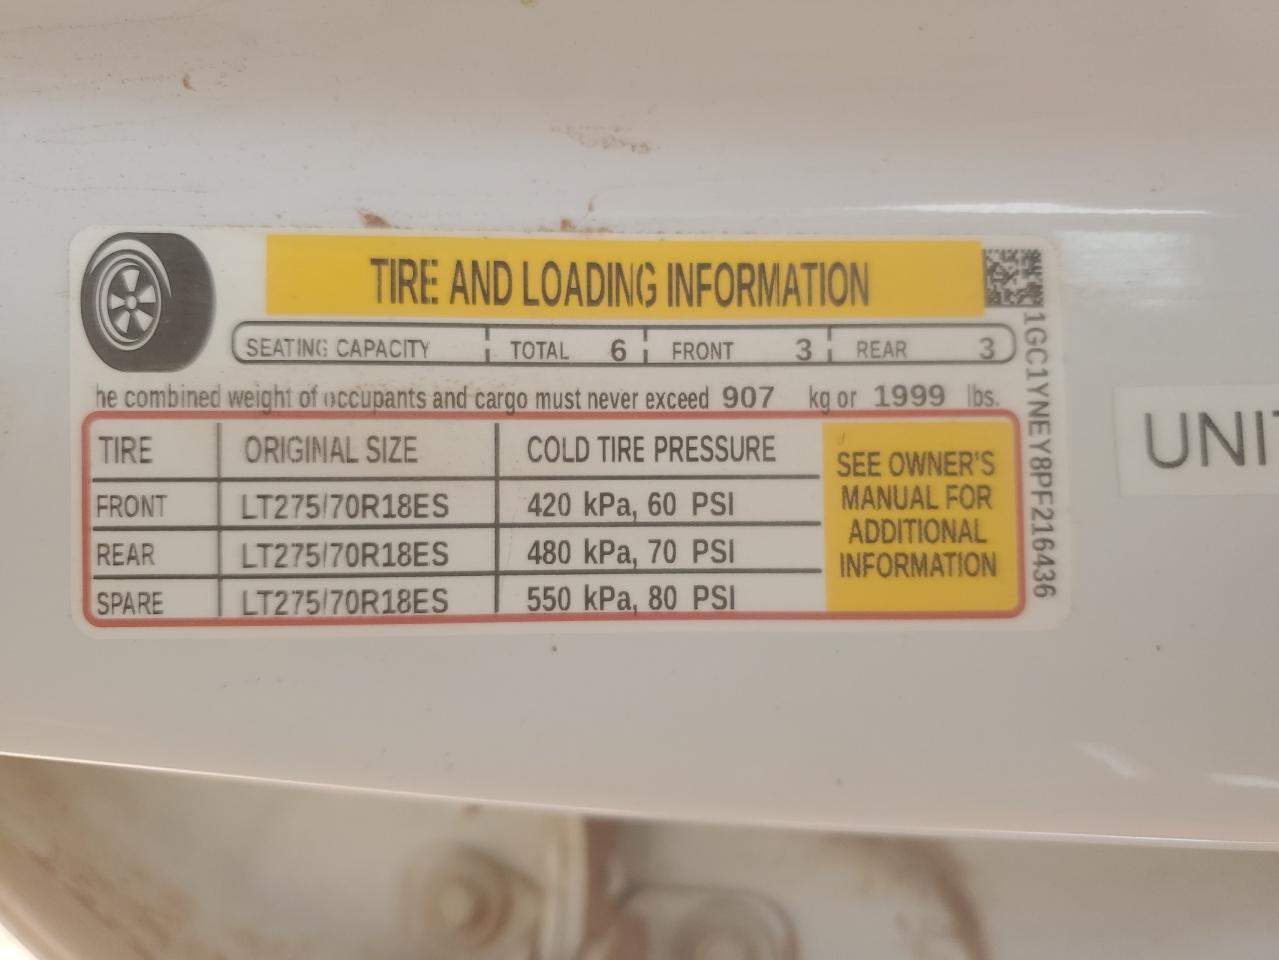 TIRE AND LOADING INFORMATION
SEATING CAPACITY TOTAL 6 FRONT 3 REAR 3
he combined weight of occupants and cargo must never exceed 907 kg or 1999 lbs.
TIRE ORIGINAL SIZE COLD TIRE PRESSURE
FRONT LT275/70R18ES 420 kPa, 60 PSI
REAR LT275/70R18ES 480 kPa, 70 PSI
SPARE LT275/70R18ES 550 kPa, 80 PSI
SEE OWNER'S
MANUAL FOR
ADDITIONAL
INFORMATION
1GC1YNEY8PF216436
UNIT